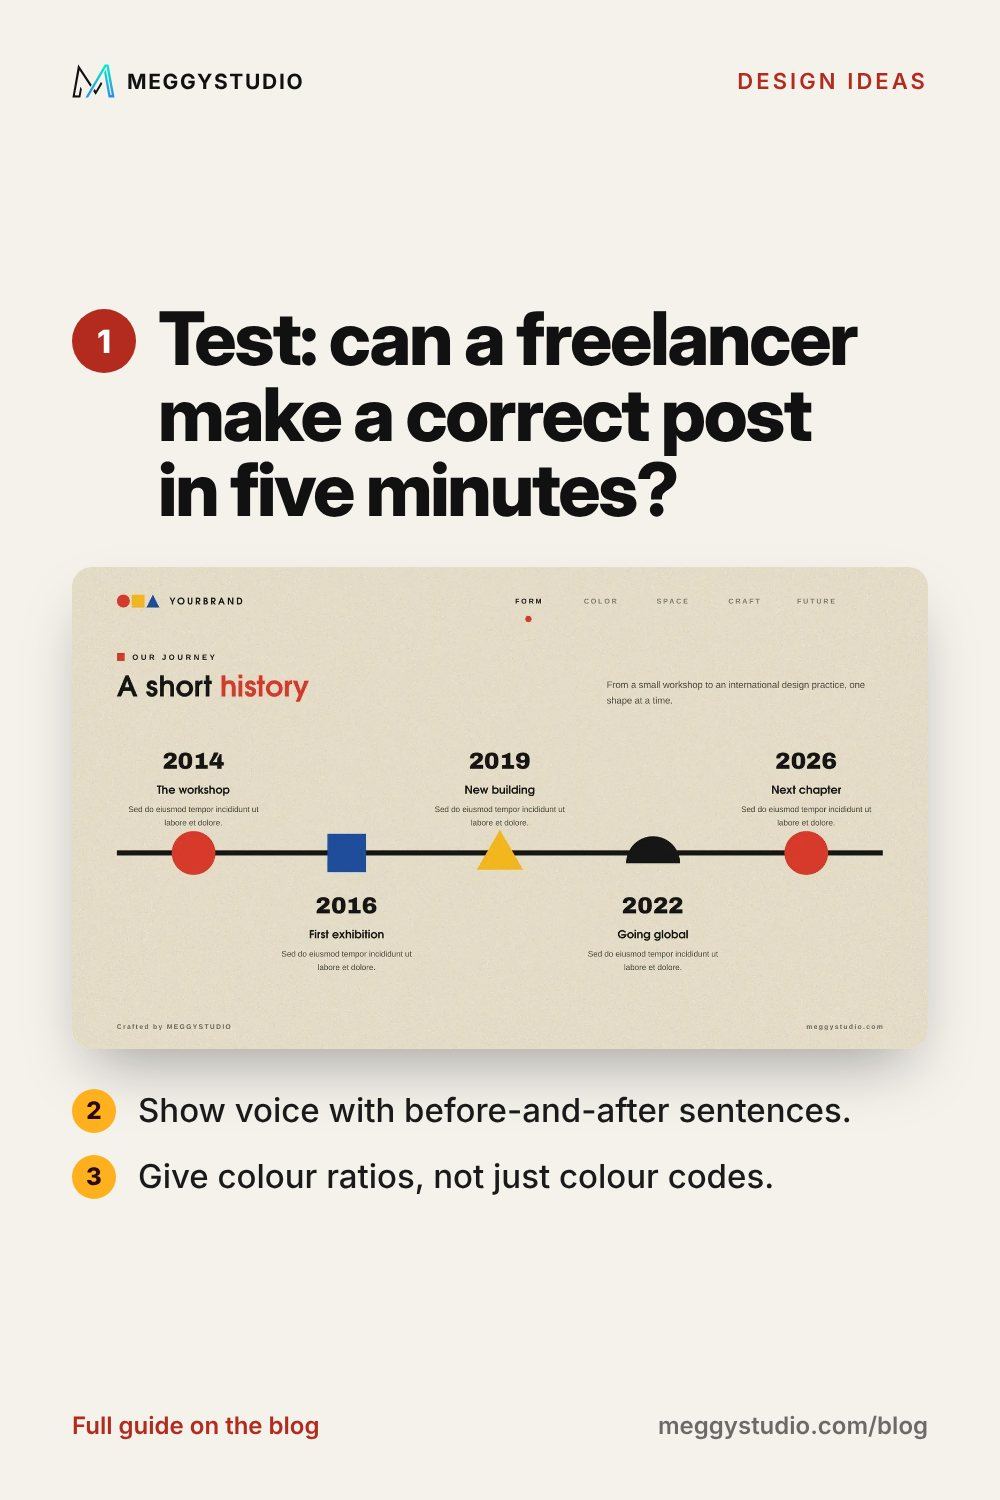 MEGGYSTUDIO
DESIGN IDEAS
1
Test: can a freelancer
make a correct post
in five minutes?
YOURBRAND
FORM
COLOR
SPACE
CRAFT
FUTURE
OUR JOURNEY
A short history
From a small workshop to an international design practice, one
shape at a time.
2014
The workshop
Sed do eiusmod tempor incididunt ut
labore et dolore.
2019
New building
Sed do eiusmod tempor incididunt ut
labore et dolore.
2026
Next chapter
Sed do eiusmod tempor incididunt ut
labore et dolore.
2016
First exhibition
Sed do eiusmod tempor incididunt ut
labore et dolore.
2022
Going global
Sed do eiusmod tempor incididunt ut
labore et dolore.
Crafted by MEGGYSTUDIO
meggystudio.com
2 Show voice with before-and-after sentences.
3 Give colour ratios, not just colour codes.
Full guide on the blog
meggystudio.com/blog